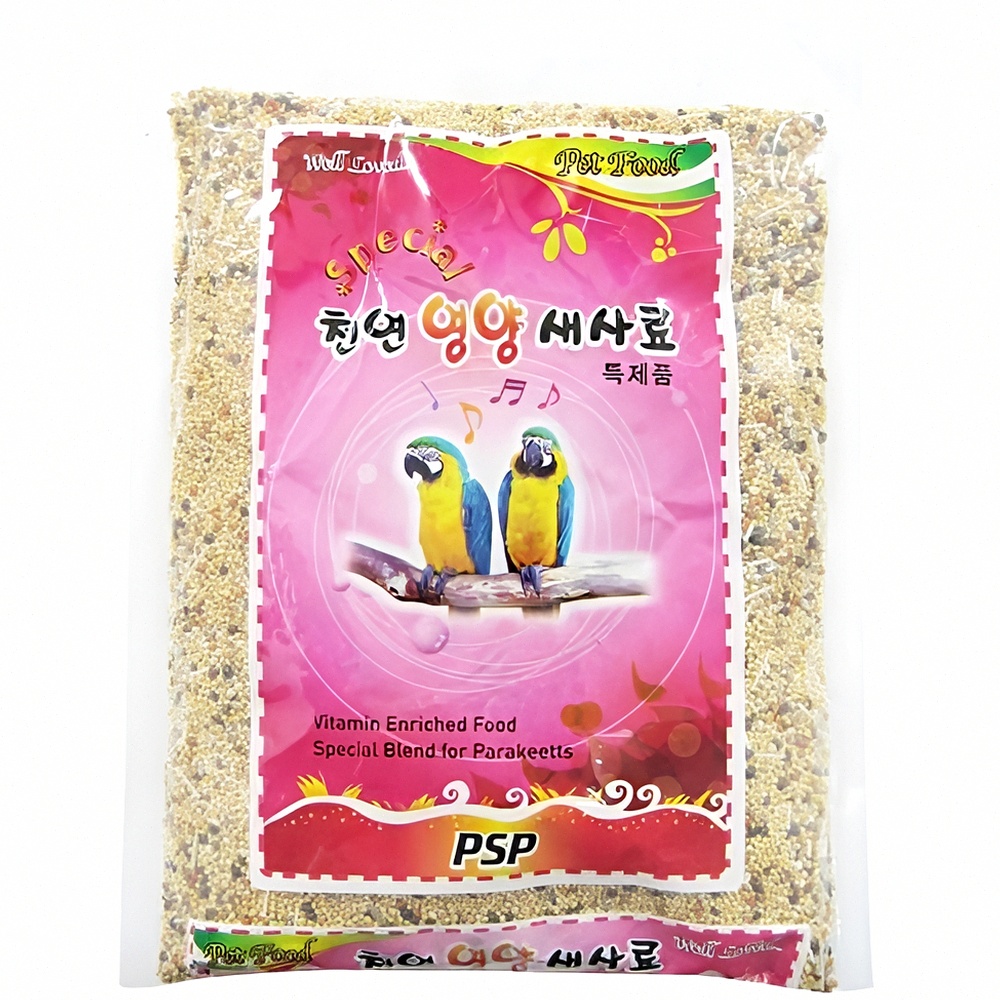 Well Loved
Pet Food
Special
천연 영양 새사료
특제품
Vitamin Enriched Food
Special Blend for Parakeetts
PSP
Pet Food
천연 영양 새사료
Well Loved